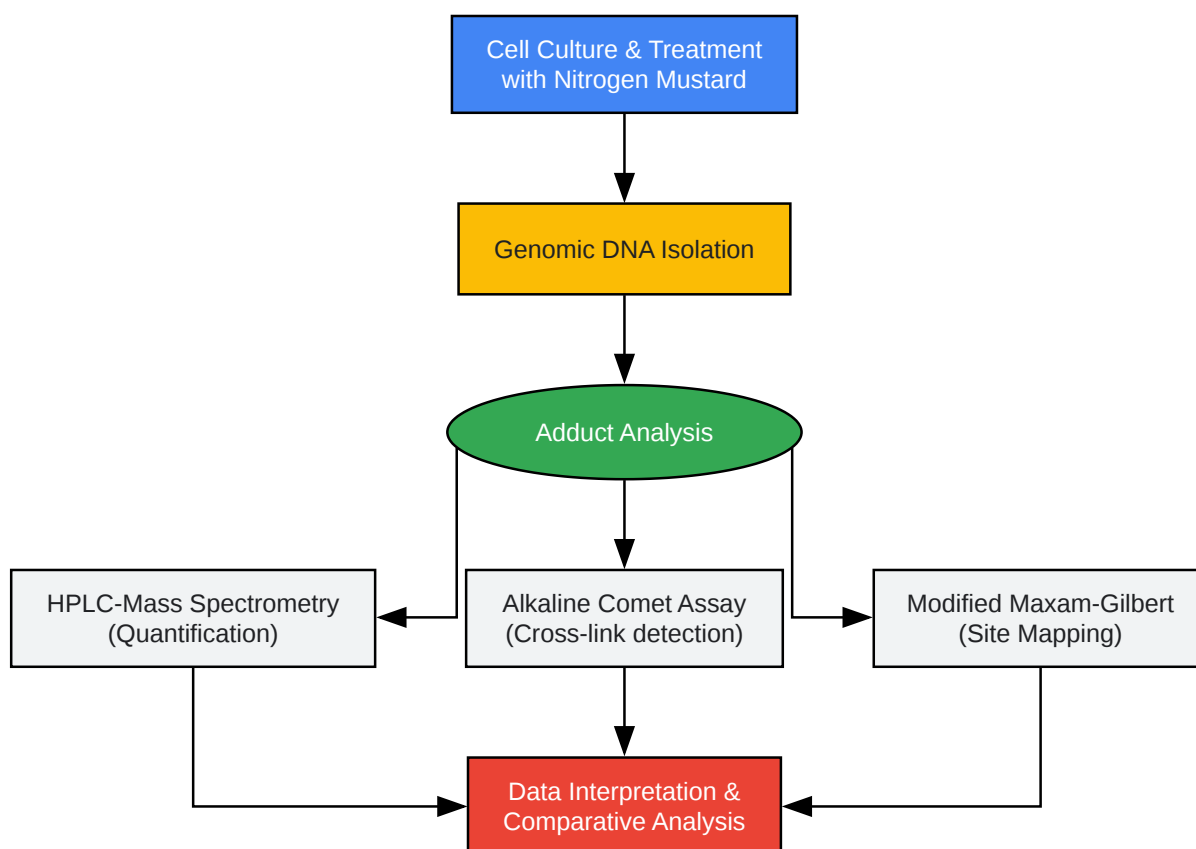 Cell Culture & Treatment
with Nitrogen Mustard
Genomic DNA Isolation
Adduct Analysis
HPLC-Mass Spectrometry
(Quantification)
Alkaline Comet Assay
(Cross-link detection)
Modified Maxam-Gilbert
(Site Mapping)
Data Interpretation &
Comparative Analysis